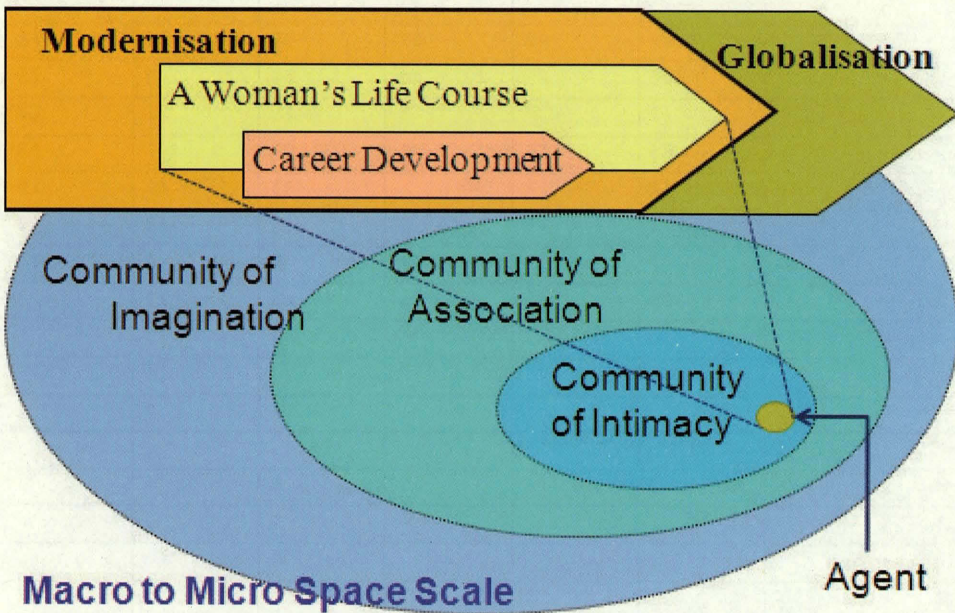 Modernisation
Globalisation
A Woman's Life Course
Career Development
Community of
Imagination
Community of
Association
Community
of Intimacy
Agent
Macro to Micro Space Scale